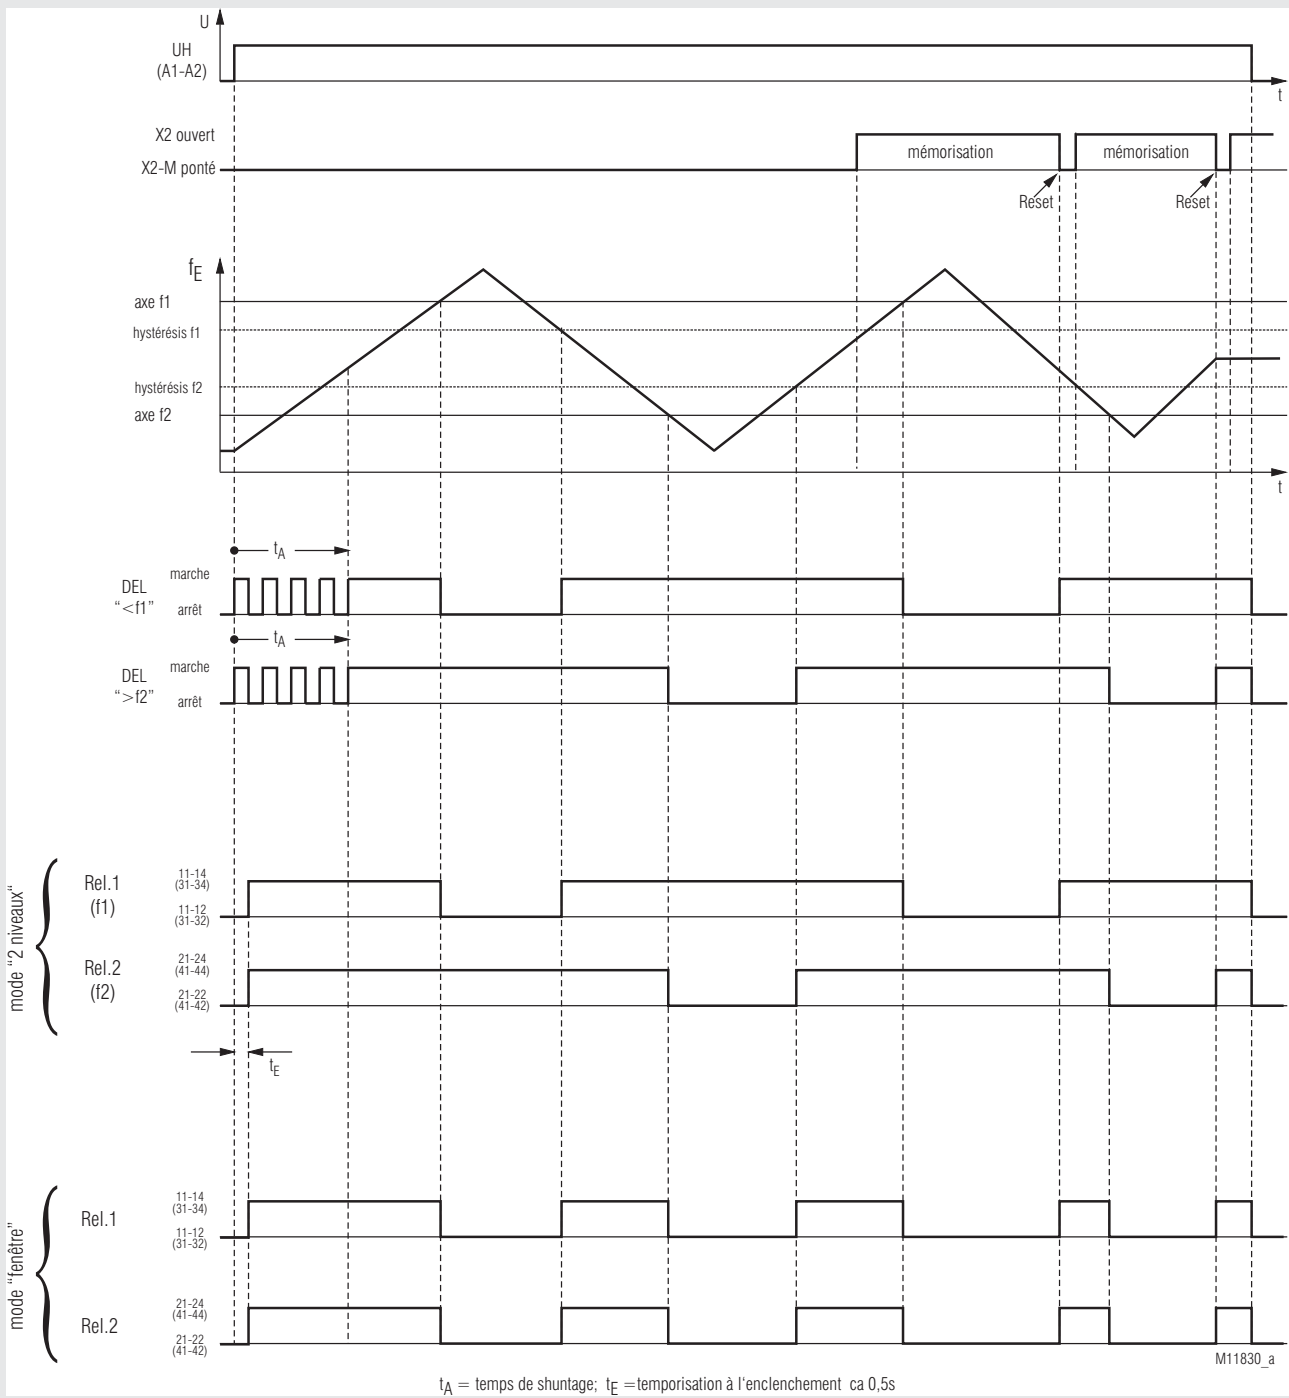 U
UH
(A1-A2)
t
X2 ouvert
mémorisation
mémorisation
X2-M ponté
Reset
Reset
fE
axe f1
hystérésis f1
hystérésis f2
axe f2
t
tA
DEL
"<f1"
marche
arrêt
tA
DEL
">f2"
marche
arrêt
mode "2 niveaux"
Rel.1
(f1)
11-14
(31-34)
11-12
(31-32)
Rel.2
(f2)
21-24
(41-44)
21-22
(41-42)
tE
mode "fenêtre"
Rel.1
11-14
(31-34)
11-12
(31-32)
Rel.2
21-24
(41-44)
21-22
(41-42)
M11830_a
tA = temps de shuntage; tE =temporisation à l'enclenchement ca 0,5s